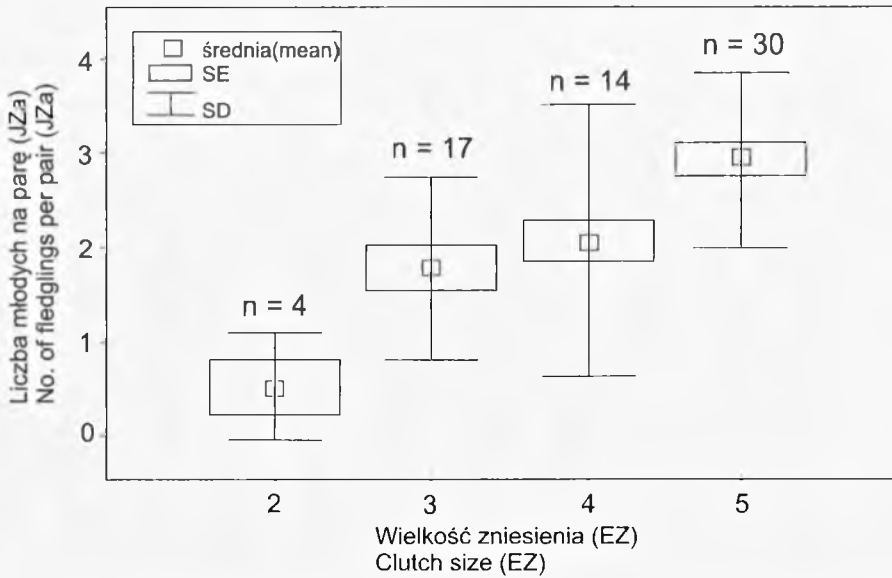 Liczba młodych na parę (JZa)
No. of fledglings per pair (JZa)
4
3
2
1
0
średnia(mean)
SE
SD
n = 4
n = 17
n = 14
n = 30
2
3
4
5
Wielkość zniesienia (EZ)
Clutch size (EZ)